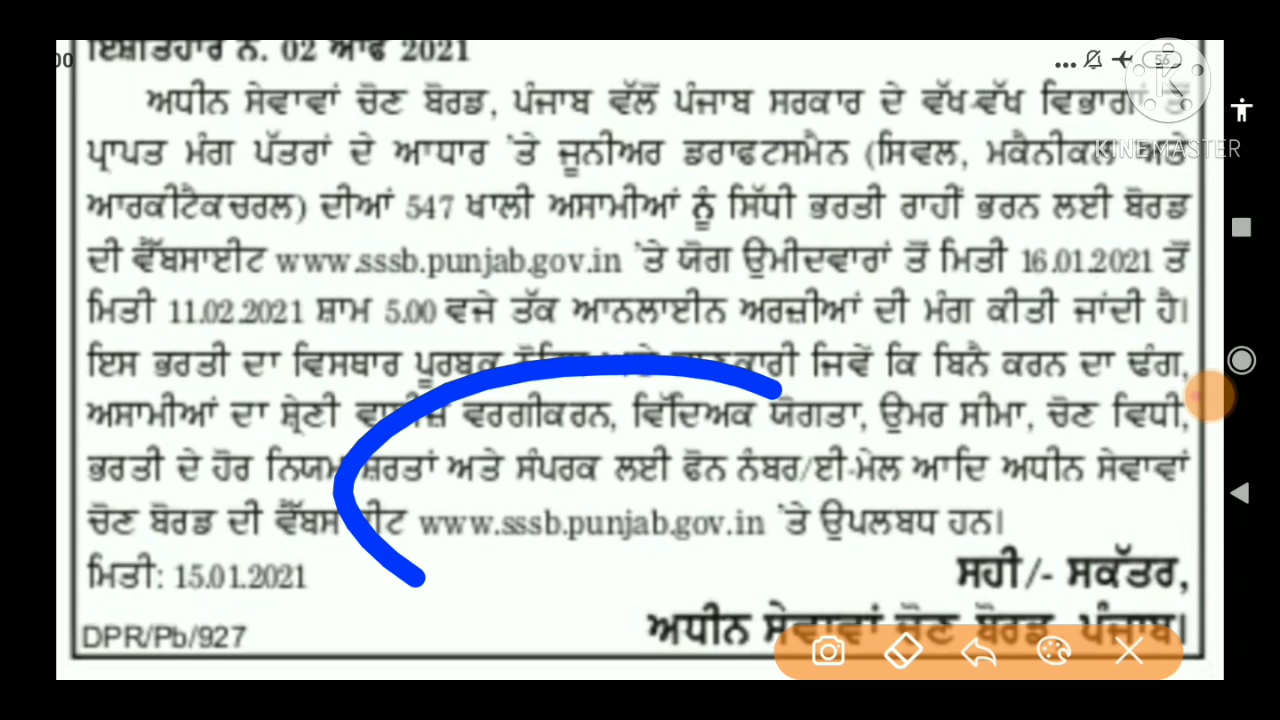 ਇਸ਼ਤਿਹਾਰ ਨੰ. 02 ਆਫ 2021
00
56
ਅਧੀਨ ਸੇਵਾਵਾਂ ਚੋਣ ਬੋਰਡ, ਪੰਜਾਬ ਵੱਲੋਂ ਪੰਜਾਬ ਸਰਕਾਰ ਦੇ ਵੱਖ-ਵੱਖ ਵਿਭਾਗਾਂ ਤੋਂ
KINEMASTER
ਪ੍ਰਾਪਤ ਮੰਗ ਪੱਤਰਾਂ ਦੇ ਆਧਾਰ 'ਤੇ ਜੂਨੀਅਰ ਡਰਾਫਟਸਮੈਨ (ਸਿਵਲ, ਮਕੈਨੀਕਲ ਅਤੇ
ਆਰਕੀਟੈਕਚਰਲ) ਦੀਆਂ 547 ਖਾਲੀ ਅਸਾਮੀਆਂ ਨੂੰ ਸਿੱਧੀ ਭਰਤੀ ਰਾਹੀਂ ਭਰਨ ਲਈ ਬੋਰਡ
ਦੀ ਵੈੱਬਸਾਈਟ www.sssb.punjab.gov.in 'ਤੇ ਯੋਗ ਉਮੀਦਵਾਰਾਂ ਤੋਂ ਮਿਤੀ 16.01.2021 ਤੋਂ
ਮਿਤੀ 11.02.2021 ਸ਼ਾਮ 5.00 ਵਜੇ ਤੱਕ ਆਨਲਾਈਨ ਅਰਜ਼ੀਆਂ ਦੀ ਮੰਗ ਕੀਤੀ ਜਾਂਦੀ ਹੈ।
ਇਸ ਭਰਤੀ ਦਾ ਵਿਸਥਾਰ ਪੂਰਬਕ ਜਿਵੇਂ ਕਿ ਬਿਨੈ ਕਰਨ ਦਾ ਢੰਗ,
ਅਸਾਮੀਆਂ ਦਾ ਸ਼੍ਰੇਣੀ ਵਰਗੀਕਰਨ, ਵਿੱਦਿਅਕ ਯੋਗਤਾ, ਉਮਰ ਸੀਮਾ, ਚੋਣ ਵਿਧੀ,
ਭਰਤੀ ਦੇ ਹੋਰ ਨਿਯਮ/ਸ਼ਰਤਾਂ ਅਤੇ ਸੰਪਰਕ ਲਈ ਫੋਨ ਨੰਬਰ/ਈ-ਮੇਲ ਆਦਿ ਅਧੀਨ ਸੇਵਾਵਾਂ
ਚੋਣ ਬੋਰਡ ਦੀ ਵੈੱਬਸਾਈਟ www.sssb.punjab.gov.in 'ਤੇ ਉਪਲਬਧ ਹਨ।
ਮਿਤੀ: 15.01.2021
ਸਹੀ/- ਸਕੱਤਰ,
DPR/Pb/927
ਅਧੀਨ ਸੇਵਾਵਾਂ ਚੋਣ ਬੋਰਡ, ਪੰਜਾਬ।